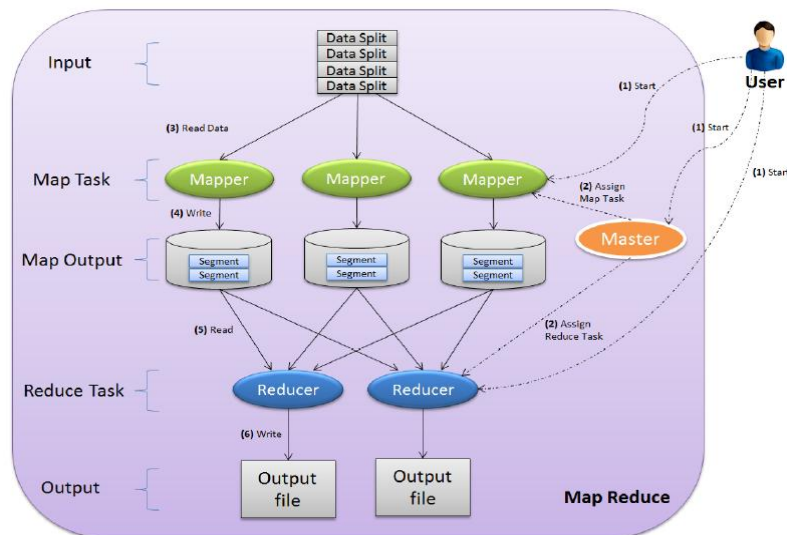 Data Split
Input
Data Split
Data Split
Data Split
(1) Start
User
(3) Read Data
(1) Start
Map Task
Mapper
Mapper
Mapper
(1) Start
(2) Assign
Map Task
(4) Write
Master
Map Output
Segment
Segment
Segment
Segment
Segment
Segment
(5) Read
(2) Assign
Reduce Task
Reduce Task
Reducer
Reducer
(6) Write
Output
Output
file
Output
file
Map Reduce